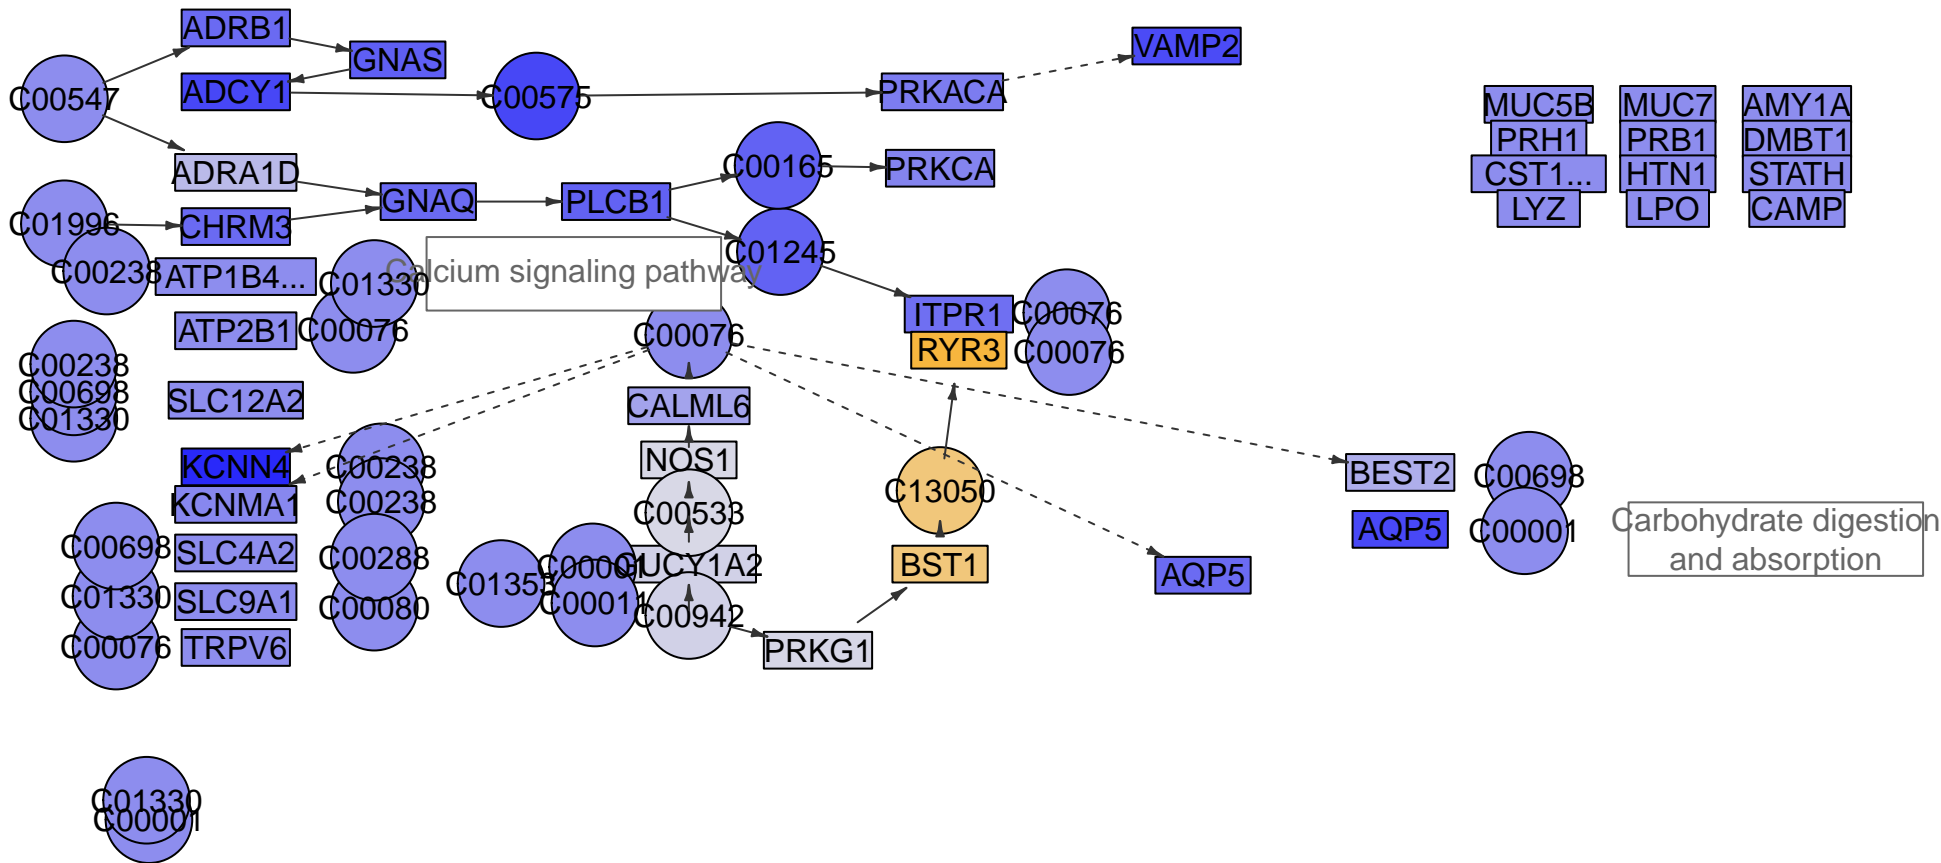 ADRB1
GNAS
VAMP2
C00547
ADCY1
C00575
PRKACA
MUC5B
MUC7
AMY1A
PRH1
PRB1
DMBT1
ADRA1D
C00165
PRKCA
CST1...
HTN1
STATH
GNAQ
PLCB1
LYZ
LPO
CAMP
C01996
CHRM3
C01245
C00238
ATP1B4...
C01330
Calcium signaling pathway
ATP2B1
C00076
C00076
ITPR1
C00076
RYR3
C00076
C00238
C00698
C01330
SLC12A2
CALML6
KCNN4
C00238
NOS1
BEST2
C00698
KCNMA1
C00238
C13050
C00533
AQP5
C00001
Carbohydrate digestion
and absorption
C00698
SLC4A2
C00288
C00001
GUCY1A2
BST1
AQP5
C01353
C01330
SLC9A1
C00080
C00011
C00942
C00076
TRPV6
PRKG1
C01330
C00001